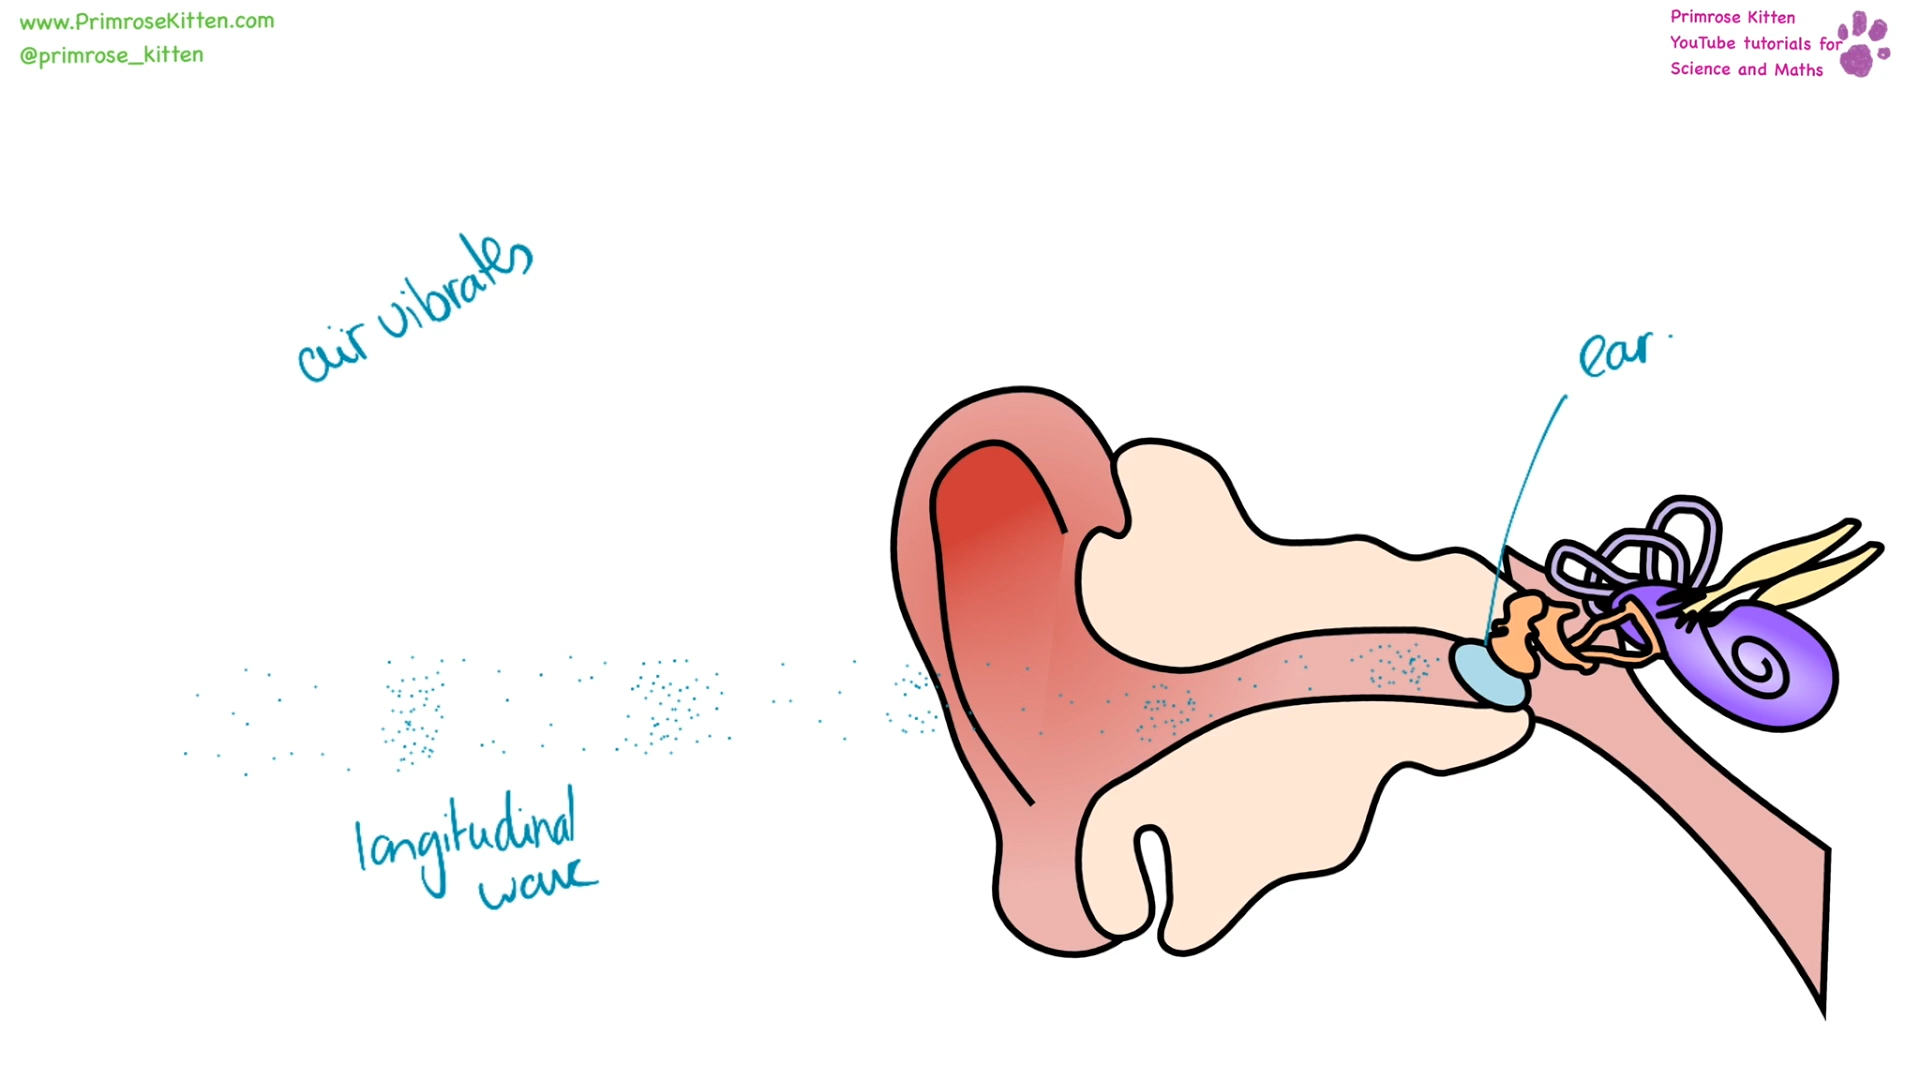 www.PrimroseKitten.com
@primrose_kitten
Primrose Kitten
YouTube tutorials for
Science and Maths
air vibrates
ear
longitudinal
wave